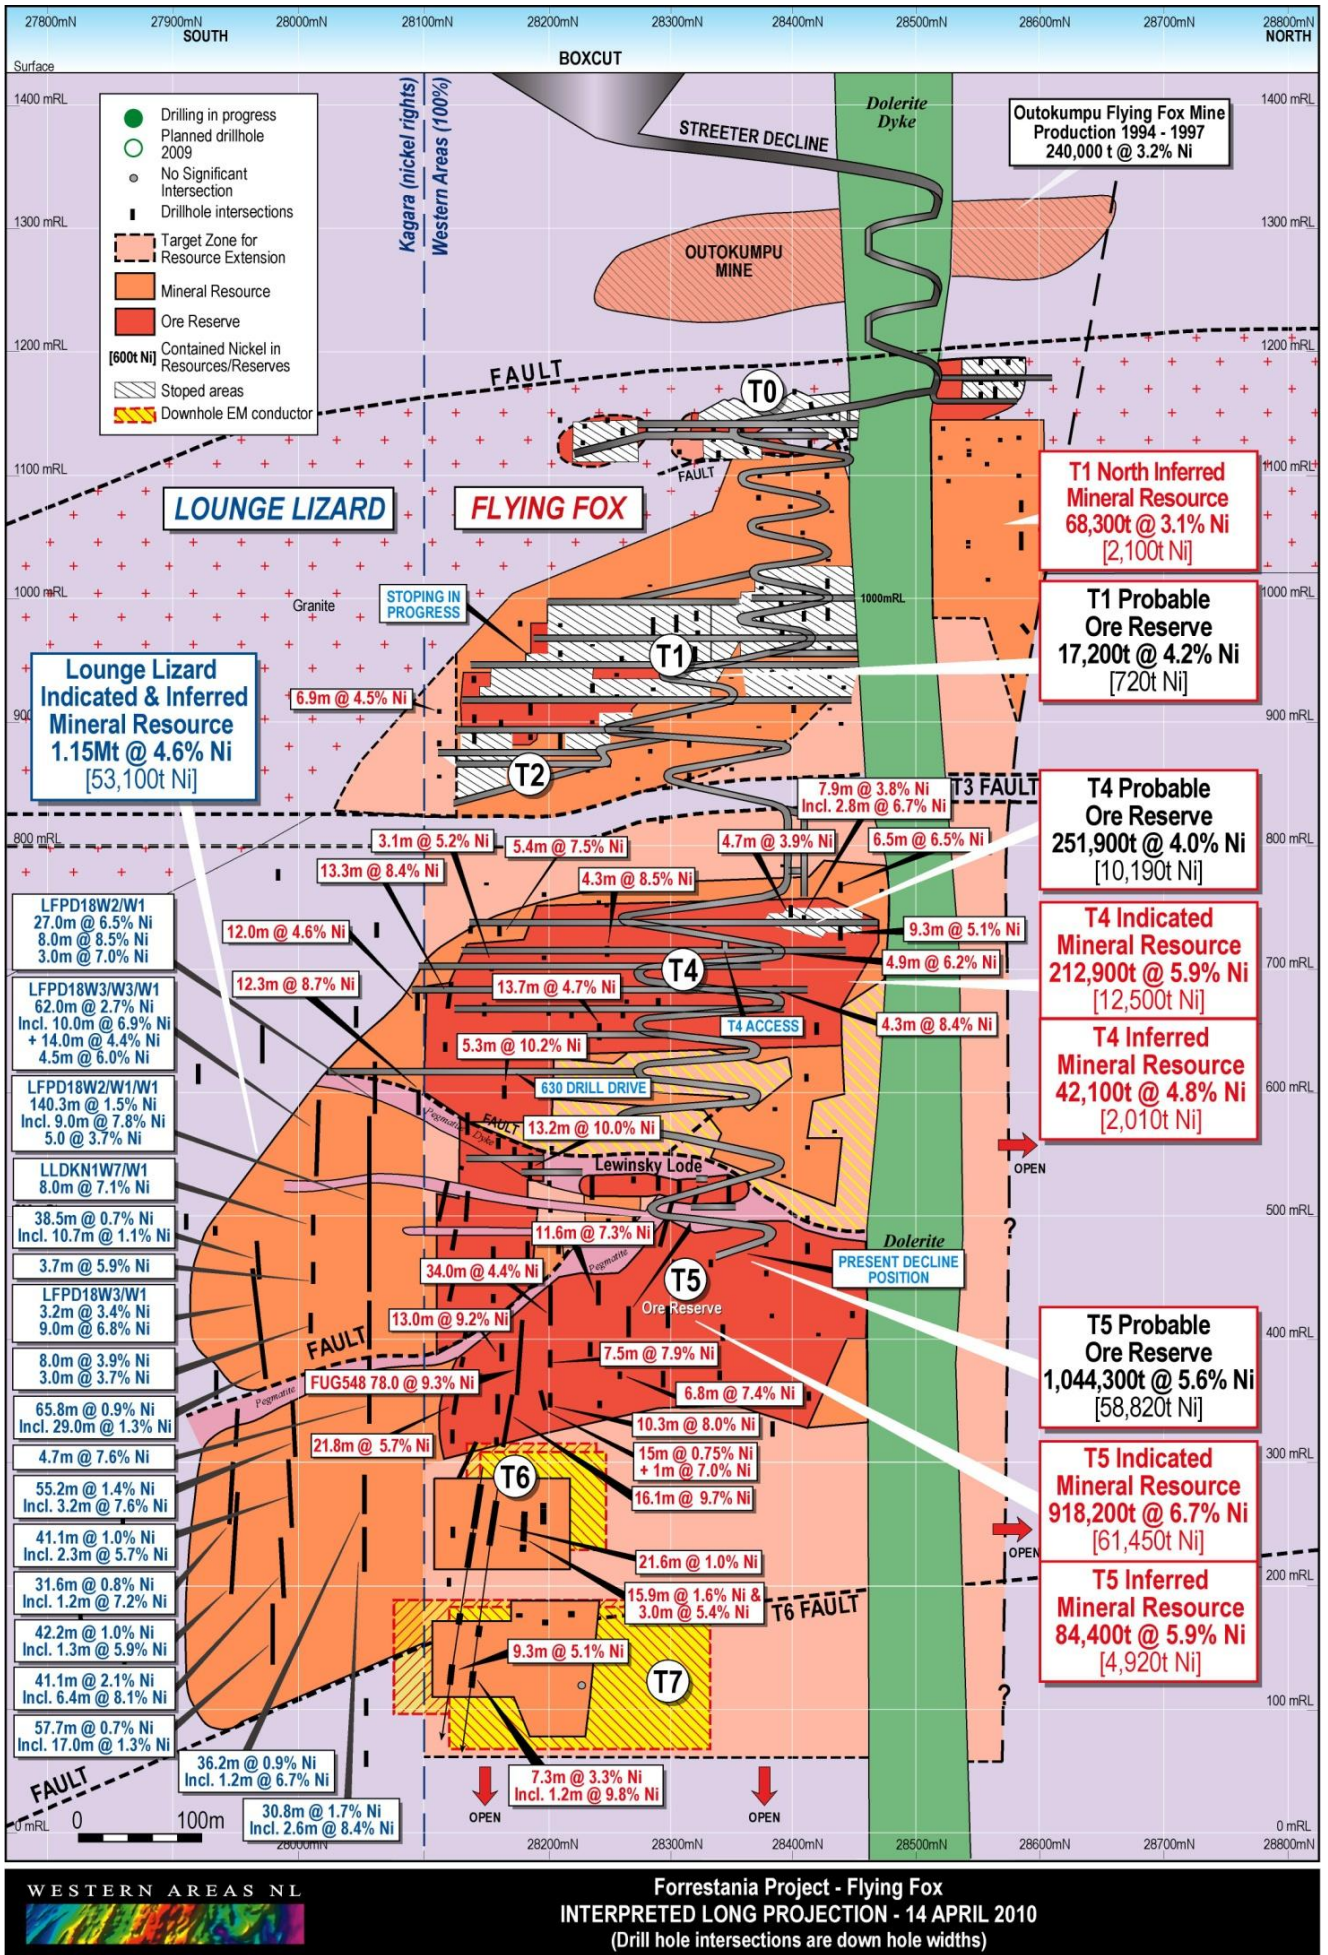 27800mN
27900mN
28000mN
28100mN
28200mN
28300mN
28400mN
28500mN
28600mN
28700mN
28800mN
SOUTH
NORTH
BOXCUT
Surface
1400 mRL
1400 mRL
Drilling in progress
Planned drillhole
2009
No Significant
Intersection
Drillhole intersections
Target Zone for
Resource Extension
Mineral Resource
Ore Reserve
[600t Ni] Contained Nickel in
Resources/Reserves
Stoped areas
Downhole EM conductor
Kagara (nickel rights)
Western Areas (100%)
STREETER DECLINE
Dolerite
Dyke
Outokumpu Flying Fox Mine
Production 1994 - 1997
240,000 t @ 3.2% Ni
1300 mRL
1300 mRL
OUTOKUMPU
MINE
1200 mRL
1200 mRL
FAULT
T0
FAULT
1100 mRL
1100 mRL
LOUNGE LIZARD
FLYING FOX
T1 North Inferred
Mineral Resource
68,300t @ 3.1% Ni
[2,100t Ni]
1000 mRL
Granite
STOPING IN
PROGRESS
1000mRL
1000 mRL
T1 Probable
Ore Reserve
17,200t @ 4.2% Ni
[720t Ni]
T1
Lounge Lizard
Indicated & Inferred
Mineral Resource
1.15Mt @ 4.6% Ni
[53,100t Ni]
6.9m @ 4.5% Ni
900 mRL
T2
T3 FAULT
7.9m @ 3.8% Ni
Incl. 2.8m @ 6.7% Ni
T4 Probable
Ore Reserve
251,900t @ 4.0% Ni
[10,190t Ni]
800 mRL
800 mRL
3.1m @ 5.2% Ni
5.4m @ 7.5% Ni
4.7m @ 3.9% Ni
6.5m @ 6.5% Ni
13.3m @ 8.4% Ni
4.3m @ 8.5% Ni
LFPD18W2/W1
27.0m @ 6.5% Ni
8.0m @ 8.5% Ni
3.0m @ 7.0% Ni
12.0m @ 4.6% Ni
9.3m @ 5.1% Ni
4.9m @ 6.2% Ni
T4
T4 Indicated
Mineral Resource
212,900t @ 5.9% Ni
[12,500t Ni]
700 mRL
12.3m @ 8.7% Ni
13.7m @ 4.7% Ni
LFPD18W3/W3/W1
62.0m @ 2.7% Ni
Incl. 10.0m @ 6.9% Ni
+ 14.0m @ 4.4% Ni
4.5m @ 6.0% Ni
T4 ACCESS
4.3m @ 8.4% Ni
T4 Inferred
Mineral Resource
42,100t @ 4.8% Ni
[2,010t Ni]
5.3m @ 10.2% Ni
630 DRILL DRIVE
600 mRL
LFPD18W2/W1/W1
140.3m @ 1.5% Ni
Incl. 9.0m @ 7.8% Ni
5.0 @ 3.7% Ni
Pegmatite Dyke
FAULT
13.2m @ 10.0% Ni
Lewinsky Lode
OPEN
LLDKN1W7/W1
8.0m @ 7.1% Ni
38.5m @ 0.7% Ni
Incl. 10.7m @ 1.1% Ni
500 mRL
?
11.6m @ 7.3% Ni
Dolerite
3.7m @ 5.9% Ni
Pegmatite
34.0m @ 4.4% Ni
T5
Ore Reserve
PRESENT DECLINE
POSITION
LFPD18W3/W1
3.2m @ 3.4% Ni
9.0m @ 6.8% Ni
13.0m @ 9.2% Ni
400 mRL
T5 Probable
Ore Reserve
1,044,300t @ 5.6% Ni
[58,820t Ni]
FAULT
7.5m @ 7.9% Ni
8.0m @ 3.9% Ni
3.0m @ 3.7% Ni
Pegmatite
FUG548 78.0 @ 9.3% Ni
6.8m @ 7.4% Ni
65.8m @ 0.9% Ni
Incl. 29.0m @ 1.3% Ni
10.3m @ 8.0% Ni
21.8m @ 5.7% Ni
4.7m @ 7.6% Ni
15m @ 0.75% Ni
+ 1m @ 7.0% Ni
300 mRL
T5 Indicated
Mineral Resource
918,200t @ 6.7% Ni
[61,450t Ni]
T6
16.1m @ 9.7% Ni
55.2m @ 1.4% Ni
Incl. 3.2m @ 7.6% Ni
41.1m @ 1.0% Ni
Incl. 2.3m @ 5.7% Ni
OPEN
21.6m @ 1.0% Ni
31.6m @ 0.8% Ni
Incl. 1.2m @ 7.2% Ni
15.9m @ 1.6% Ni &
3.0m @ 5.4% Ni
T6 FAULT
200 mRL
T5 Inferred
Mineral Resource
84,400t @ 5.9% Ni
[4,920t Ni]
42.2m @ 1.0% Ni
Incl. 1.3m @ 5.9% Ni
9.3m @ 5.1% Ni
T7
41.1m @ 2.1% Ni
Incl. 6.4m @ 8.1% Ni
?
100 mRL
57.7m @ 0.7% Ni
Incl. 17.0m @ 1.3% Ni
36.2m @ 0.9% Ni
Incl. 1.2m @ 6.7% Ni
7.3m @ 3.3% Ni
Incl. 1.2m @ 9.8% Ni
FAULT
OPEN
OPEN
30.8m @ 1.7% Ni
Incl. 2.6m @ 8.4% Ni
0 100m
0 mRL
0 mRL
28000mN
28200mN
28300mN
28400mN
28500mN
28600mN
28700mN
28800mN
WESTERN AREAS NL
Forrestania Project - Flying Fox
INTERPRETED LONG PROJECTION - 14 APRIL 2010
(Drill hole intersections are down hole widths)